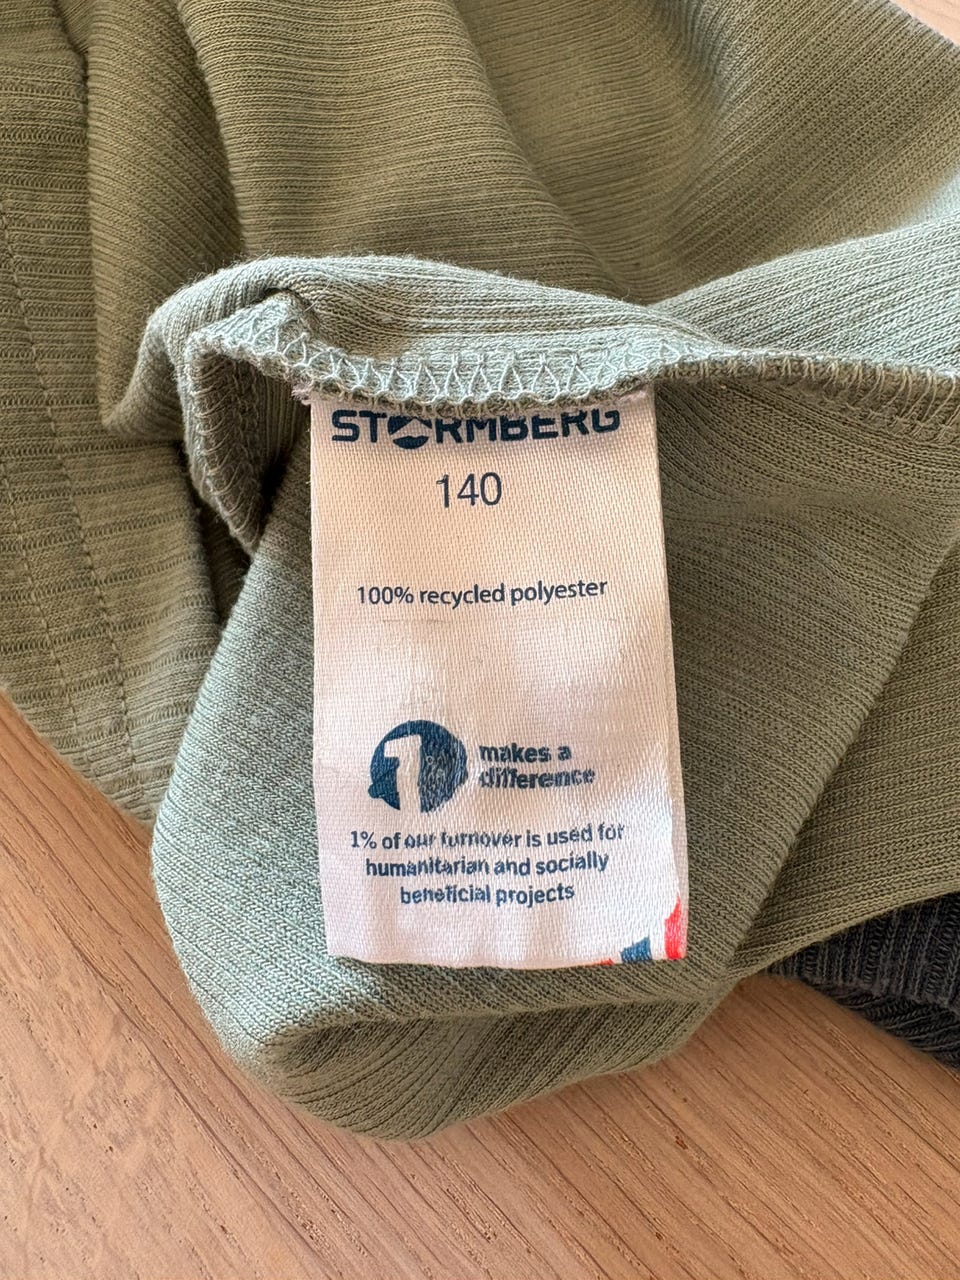 STORMBERG
140
100% recycled polyester
1 makes a
difference
1% of our turnover is used for
humanitarian and socially
beneficial projects